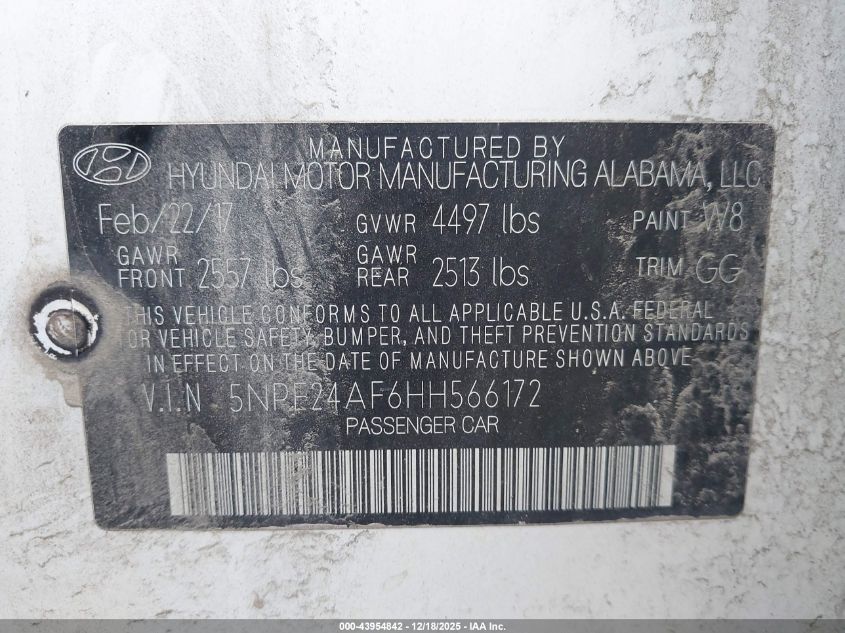 MANUFACTURED BY
HYUNDAI MOTOR MANUFACTURING ALABAMA, LLC
Feb/22/17 GVWR 4497 lbs PAINT W8
GAWR FRONT 2557 lbs GAWR REAR 2513 lbs TRIM GG
THIS VEHICLE CONFORMS TO ALL APPLICABLE U.S.A. FEDERAL
OR VEHICLE SAFETY, BUMPER, AND THEFT PREVENTION STANDARDS
IN EFFECT ON THE DATE OF MANUFACTURE SHOWN ABOVE
V.I.N 5NPE24AF6HH566172
PASSENGER CAR
000-43954842 - 12/18/2025 - IAA Inc.